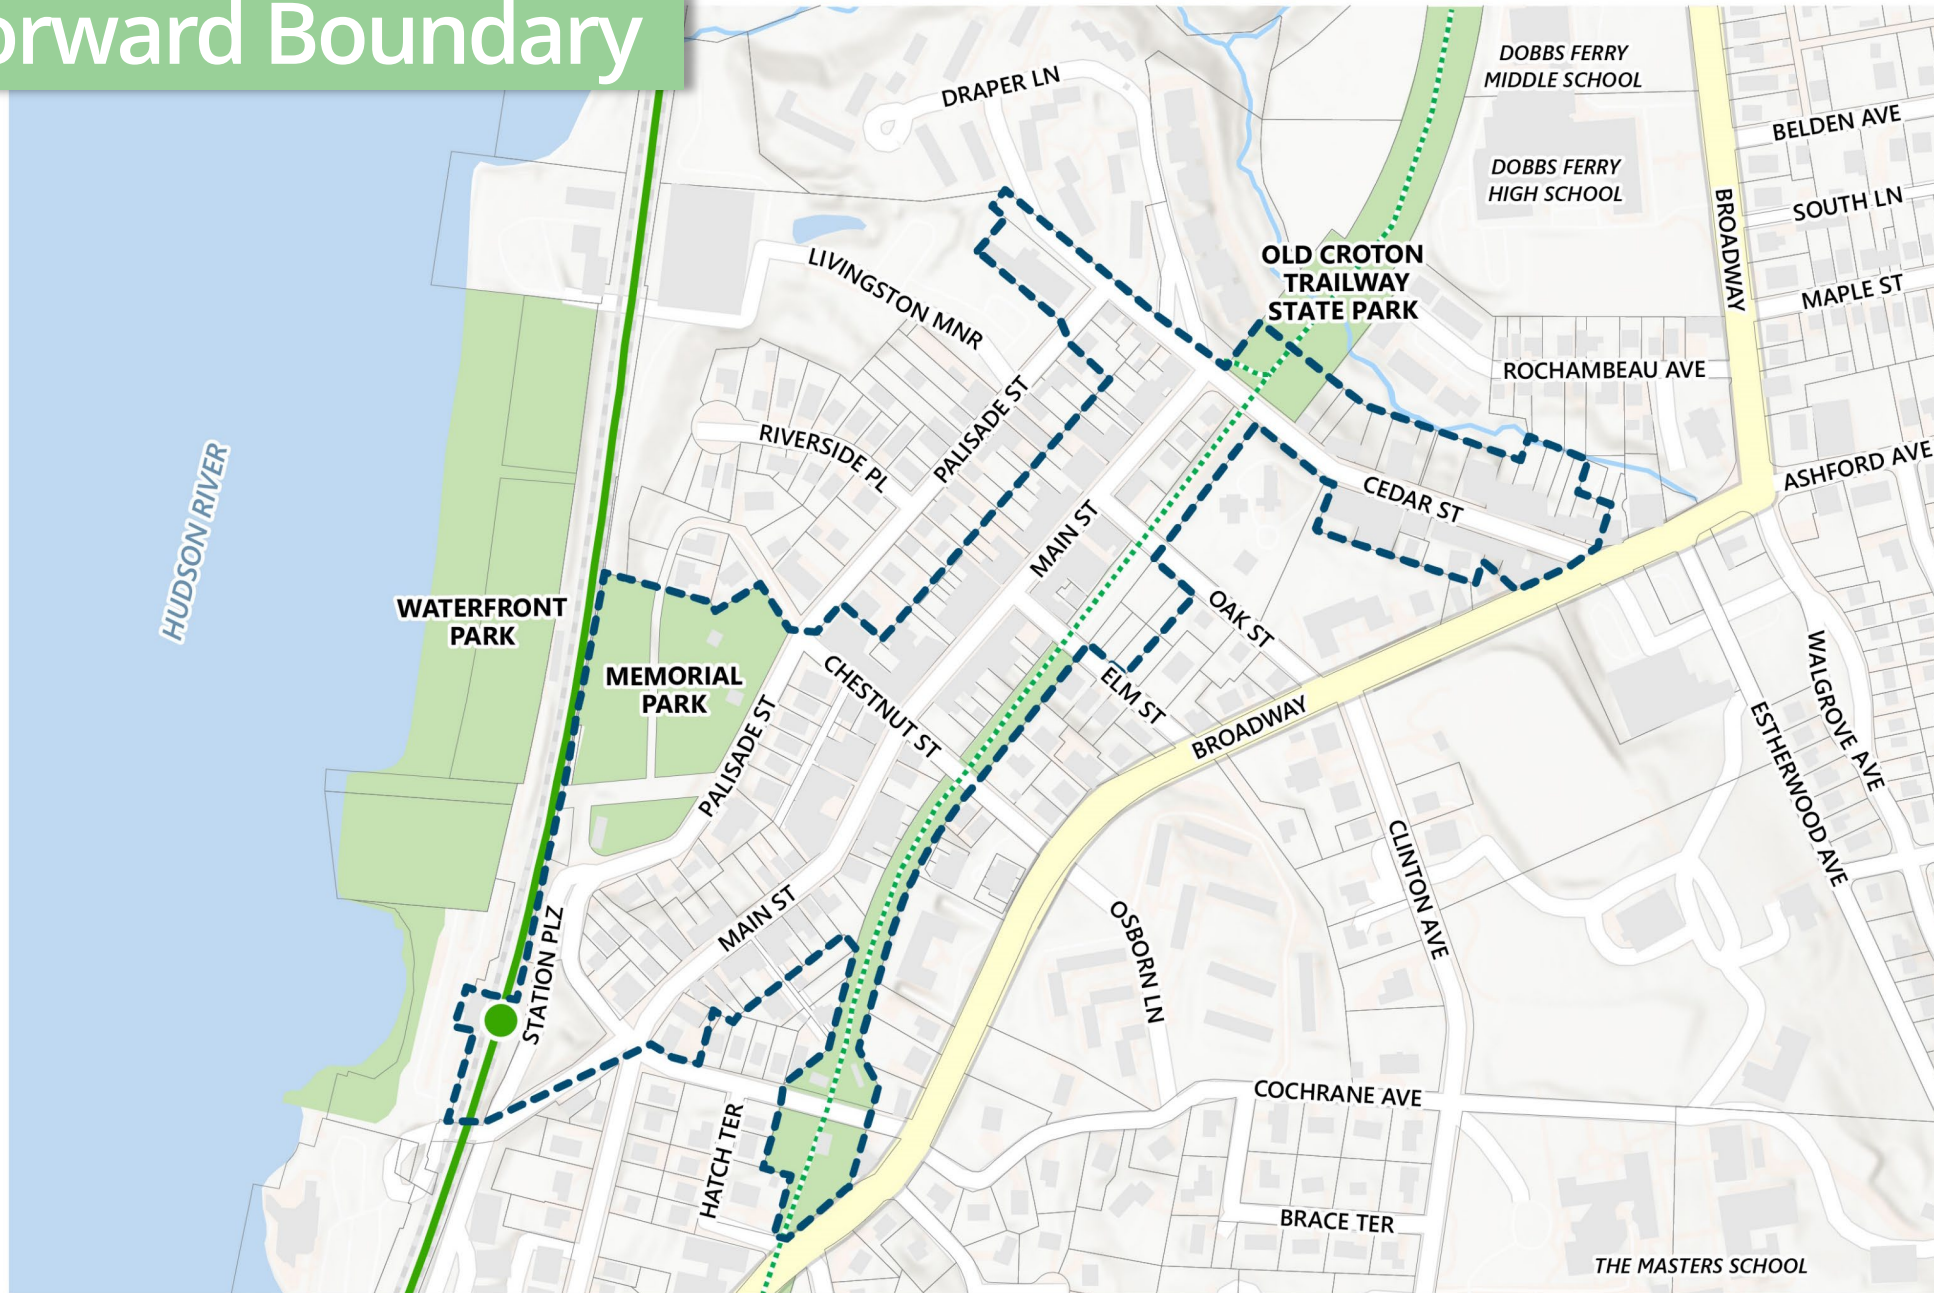 orward Boundary
DOBBS FERRY
MIDDLE SCHOOL
DRAPER LN
BELDEN AVE
DOBBS FERRY
HIGH SCHOOL
SOUTH LN
BROADWAY
OLD CROTON
TRAILWAY
STATE PARK
MAPLE ST
LIVINGSTON MNR
ROCHAMBEAU AVE
PALISADE ST
RIVERSIDE PL
ASHFORD AVE
CEDAR ST
HUDSON RIVER
MAIN ST
WATERFRONT
PARK
OAK ST
MEMORIAL
PARK
CHESTNUT ST
ELM ST
WALGROVE AVE
BROADWAY
PALISADE ST
ESTHERWOOD AVE
CLINTON AVE
MAIN ST
OSBORN LN
STATION PLZ
COCHRANE AVE
HATCH TER
BRACE TER
THE MASTERS SCHOOL